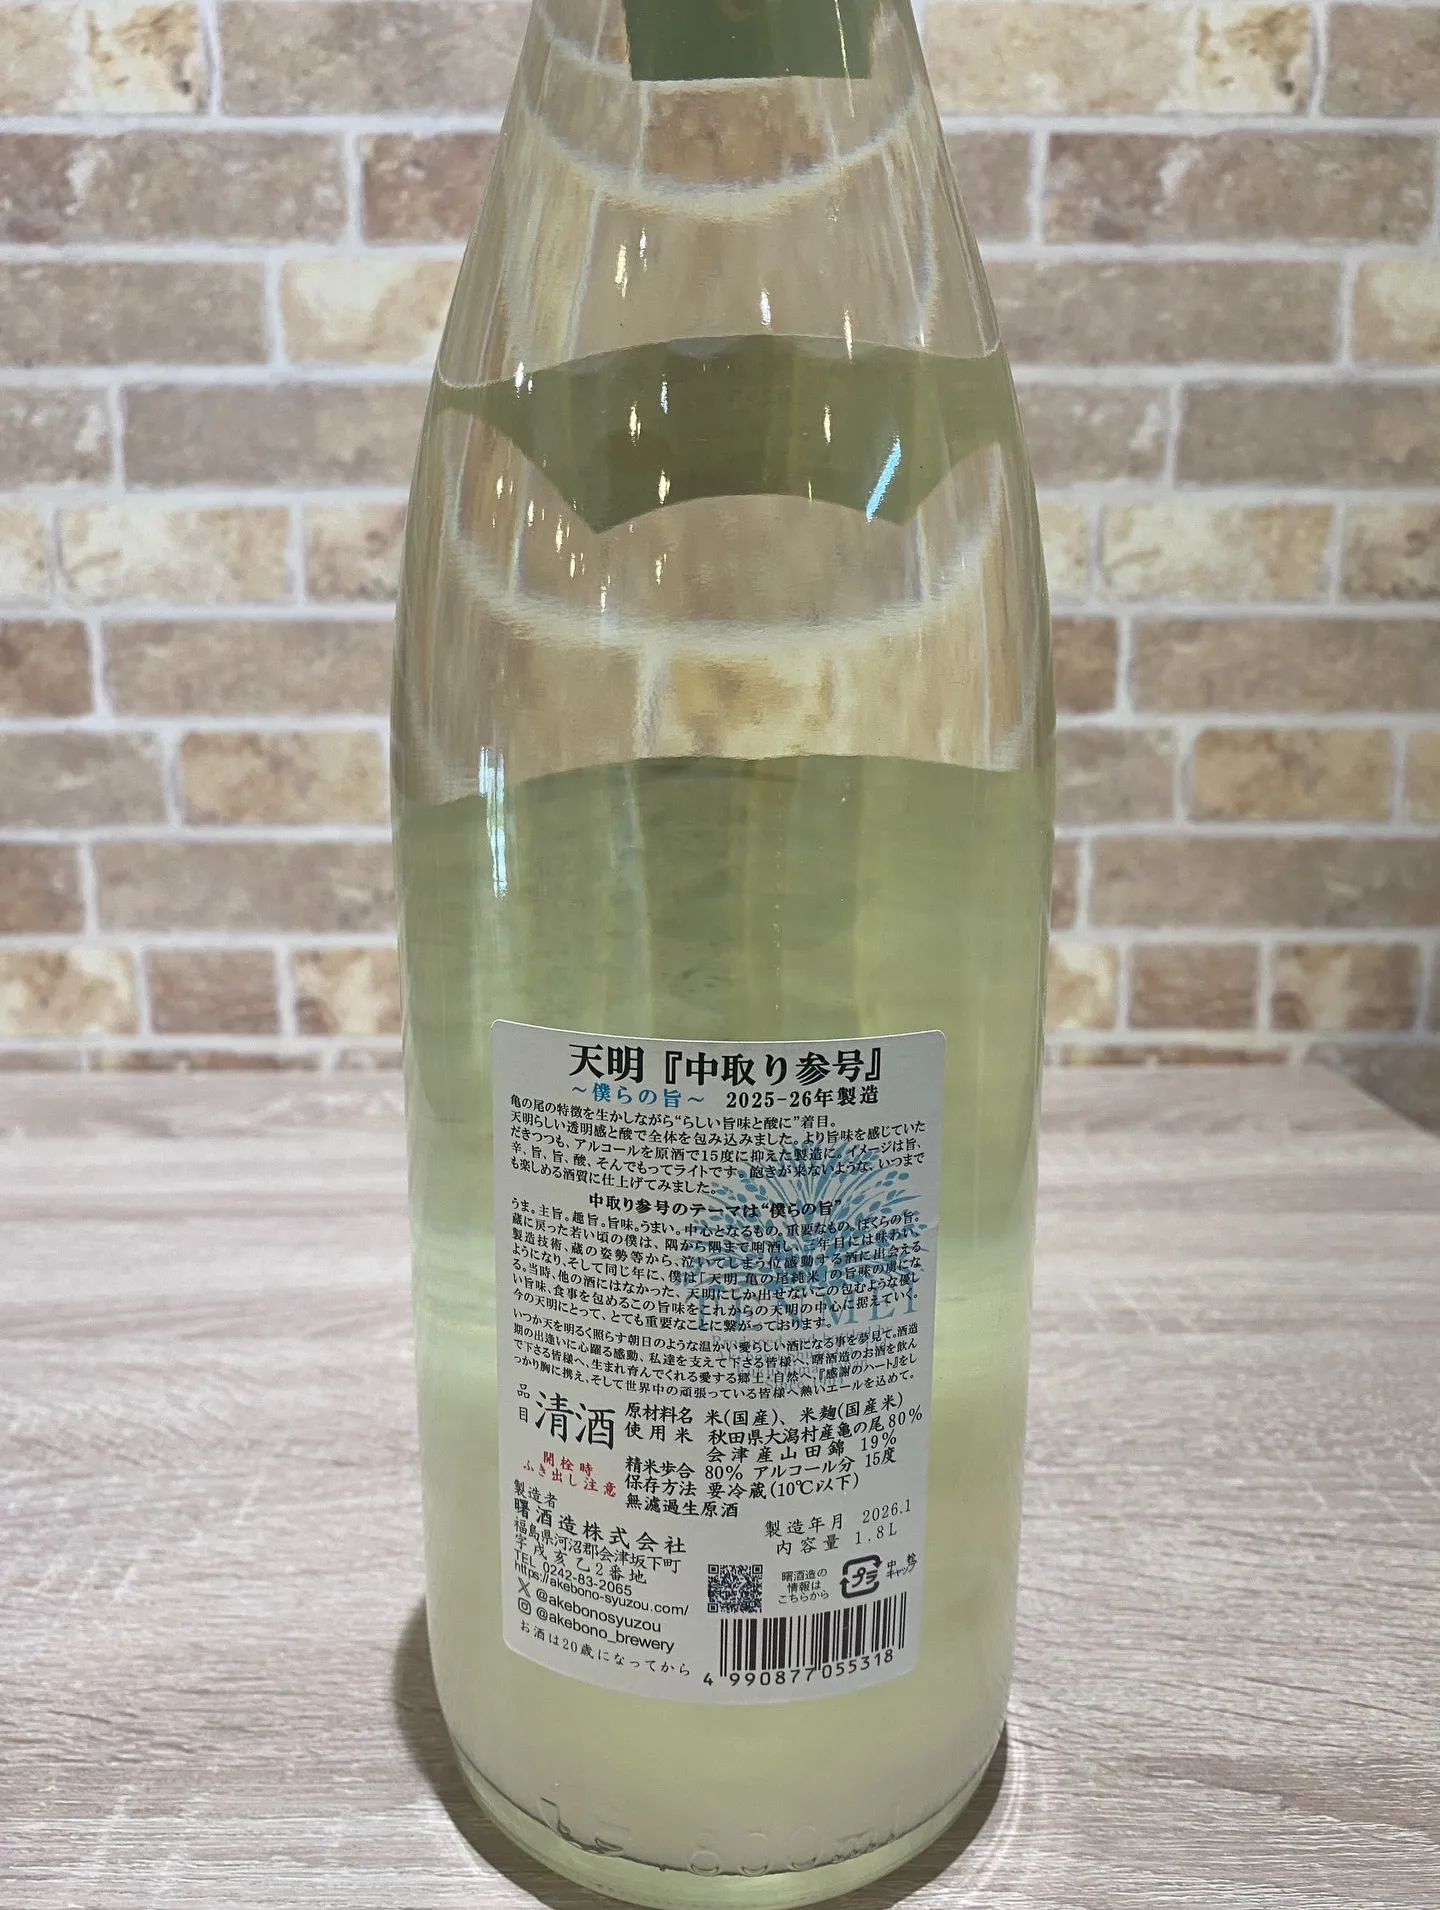 天明『中取り参号』
～僕らの旨～ 2025-26年製造
亀の尾の特徴を生かしながら“らしい旨味と酸に”着目。
天明らしい透明感と酸で全体を包み込みました。より旨味を感じていた
だきつつも、アルコールを原酒で15度に抑えた製造に。イメージは旨、
辛、旨、旨、酸、そんでもってライトです。飽きが来ないような、いつまで
も楽しめる酒質に仕上げてみました。
中取り参号のテーマは“僕らの旨”
うま。主旨。趣旨。旨味。うまい。中心となるもの。重要なもの。ぼくらの旨。
蔵に戻った若い頃の僕は、隅から隅まで唎酒し、三年目には味わい、
製造技術、蔵の姿勢等から、泣いてしまう位感動する酒に出会える
ようになり、そして同じ年に、僕は「天明 亀の尾純米」の旨味の虜にな
る。当時、他の酒にはなかった、天明にしか出せないこの包むような優し
い旨味、食事を包めるこの旨味をこれからの天明の中心に据えていく。
今の天明にとって、とても重要なことに繋がっております。
いつか天を明るく照らす朝日のような温かい愛らしい酒になる事を夢見て。酒造
期の出逢いに心躍る感動、私達を支えて下さる皆様へ、曙酒造のお酒を飲ん
で下さる皆様へ、生まれ育んでくれる愛する郷土、自然へ、『感謝のハート』をし
っかり胸に携え、そして世界中の頑張っている皆様へ熱いエールを込めて。
品目 清酒
原材料名 米(国産)、米麹(国産米)
使用米 秋田県大潟村産亀の尾80%
会津産山田錦 19%
精米歩合 80% アルコール分 15度
保存方法 要冷蔵(10℃以下)
無濾過生原酒
開栓時
ふき出し注意
製造者
曙酒造株式会社
福島県河沼郡会津坂下町
字戌亥乙2番地
TEL 0242-83-2065
https://akebono-syuzou.com/
@akebonosyuzou
@akebono_brewery
お酒は20歳になってから
製造年月 2026.1
内容量 1.8L
曙酒造の
情報は
こちらから
プラ
中栓
キャップ
4 990877 055318